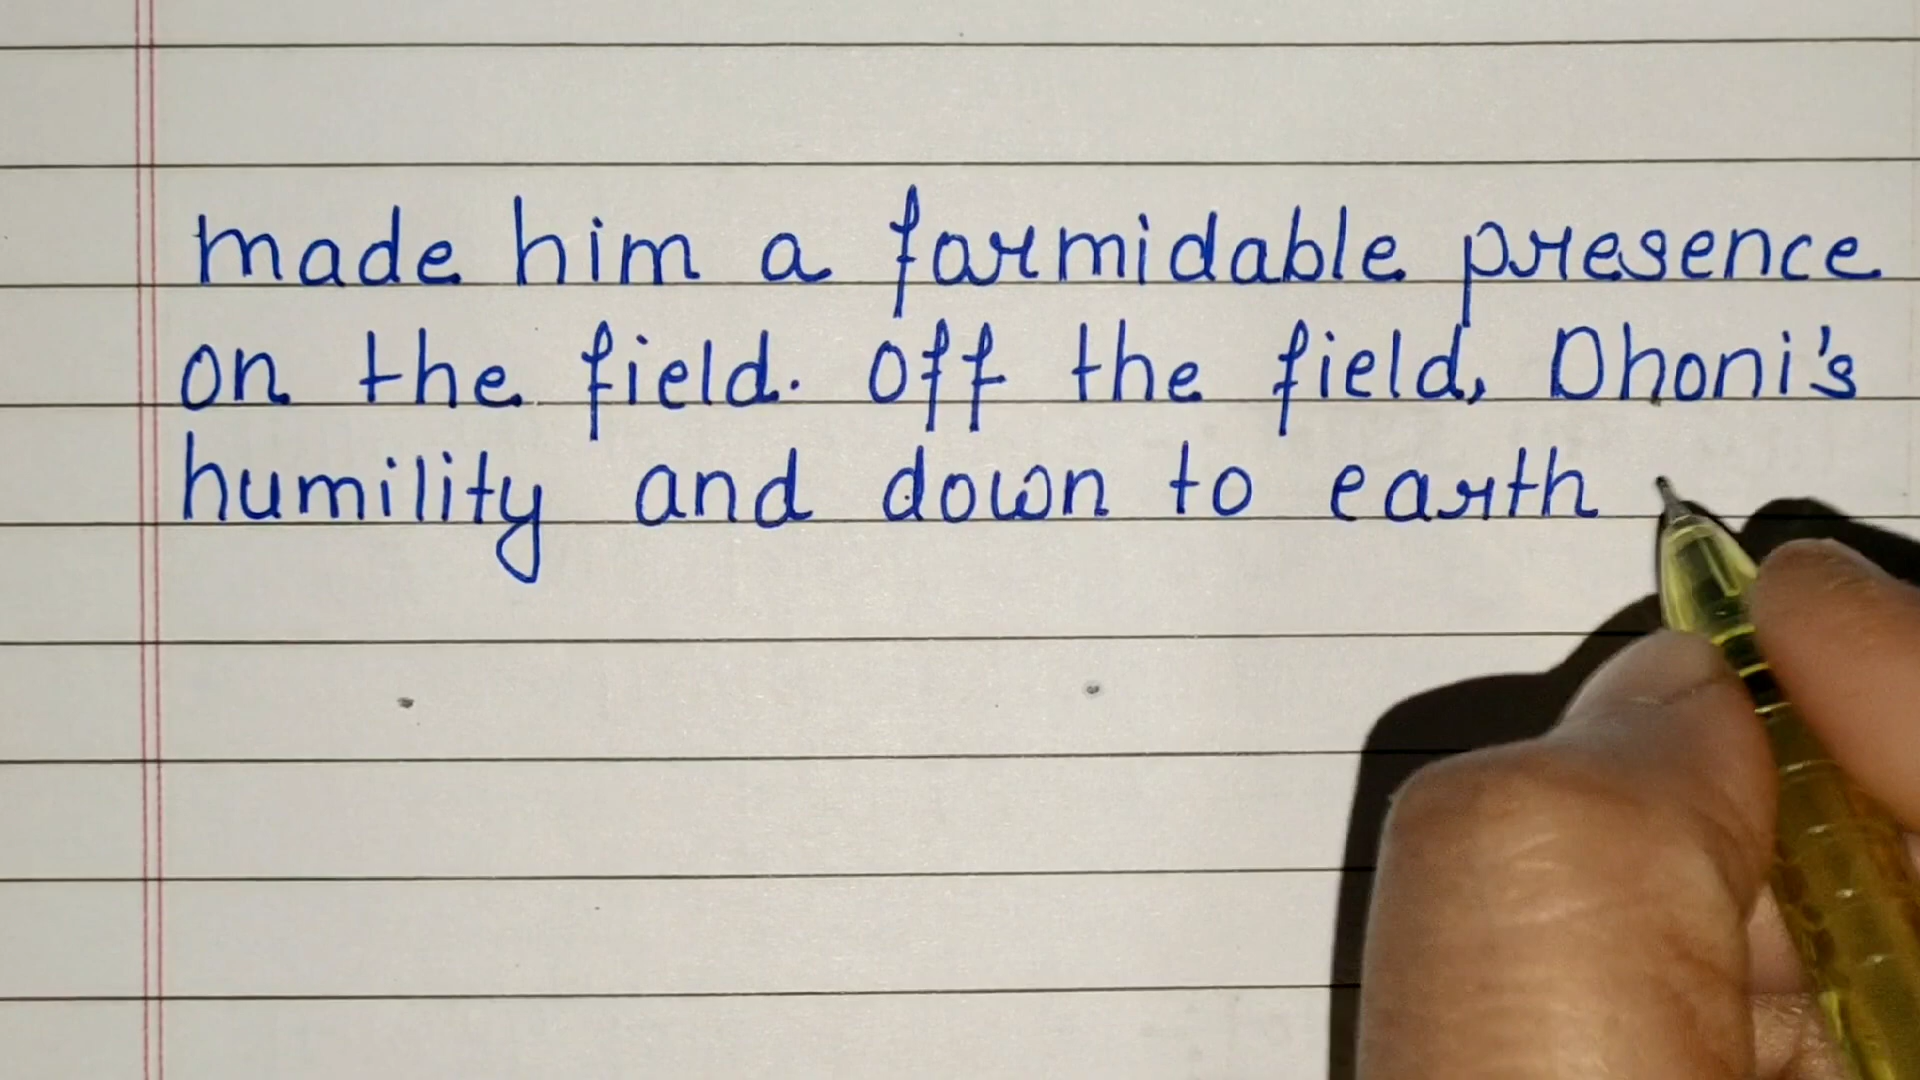 made him a farmidable presence
on the field. Off the field, Dhoni's
humility and down to earth